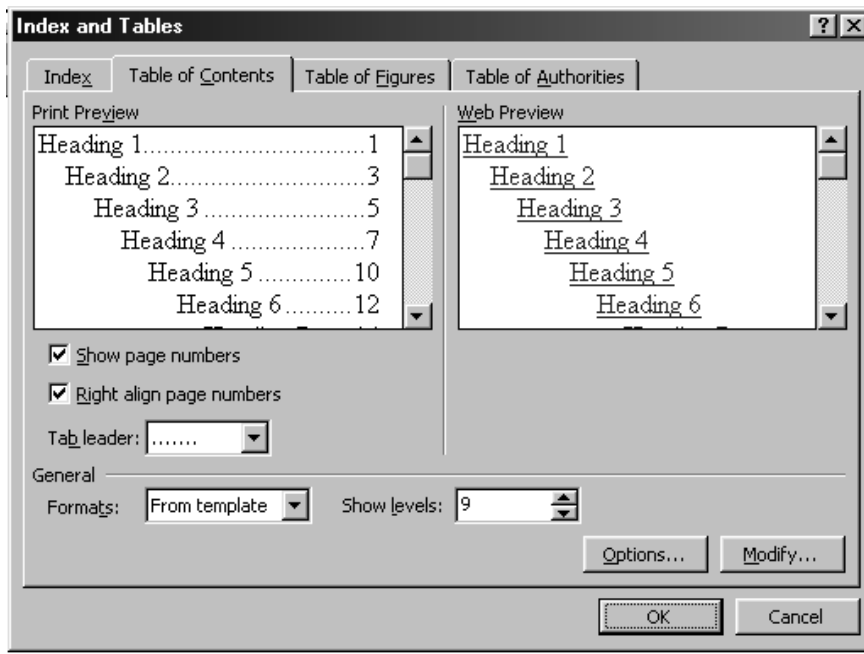 Index and Tables
Index
Table of Contents
Table of Figures
Table of Authorities
Print Preview
Heading 1..............................1
Heading 2.........................3
Heading 3 .....................5
Heading 4 .................7
Heading 5 ..............10
Heading 6..........12
Web Preview
Heading 1
Heading 2
Heading 3
Heading 4
Heading 5
Heading 6
Show page numbers
Right align page numbers
Tab leader: .......
General
Formats: From template Show levels: 9
Options... Modify...
OK Cancel